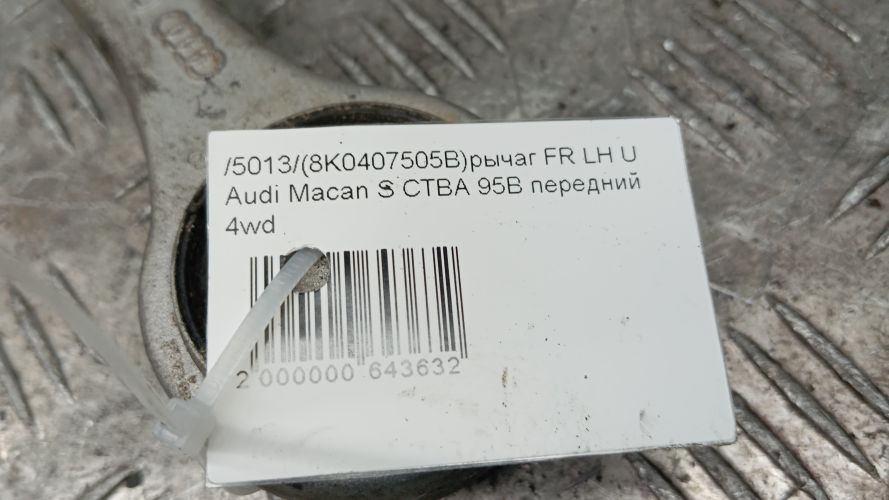 /5013/(8K0407505B)рычаг FR LH U
Audi Macan S CTBA 95B передний
4wd
2 000000 643632